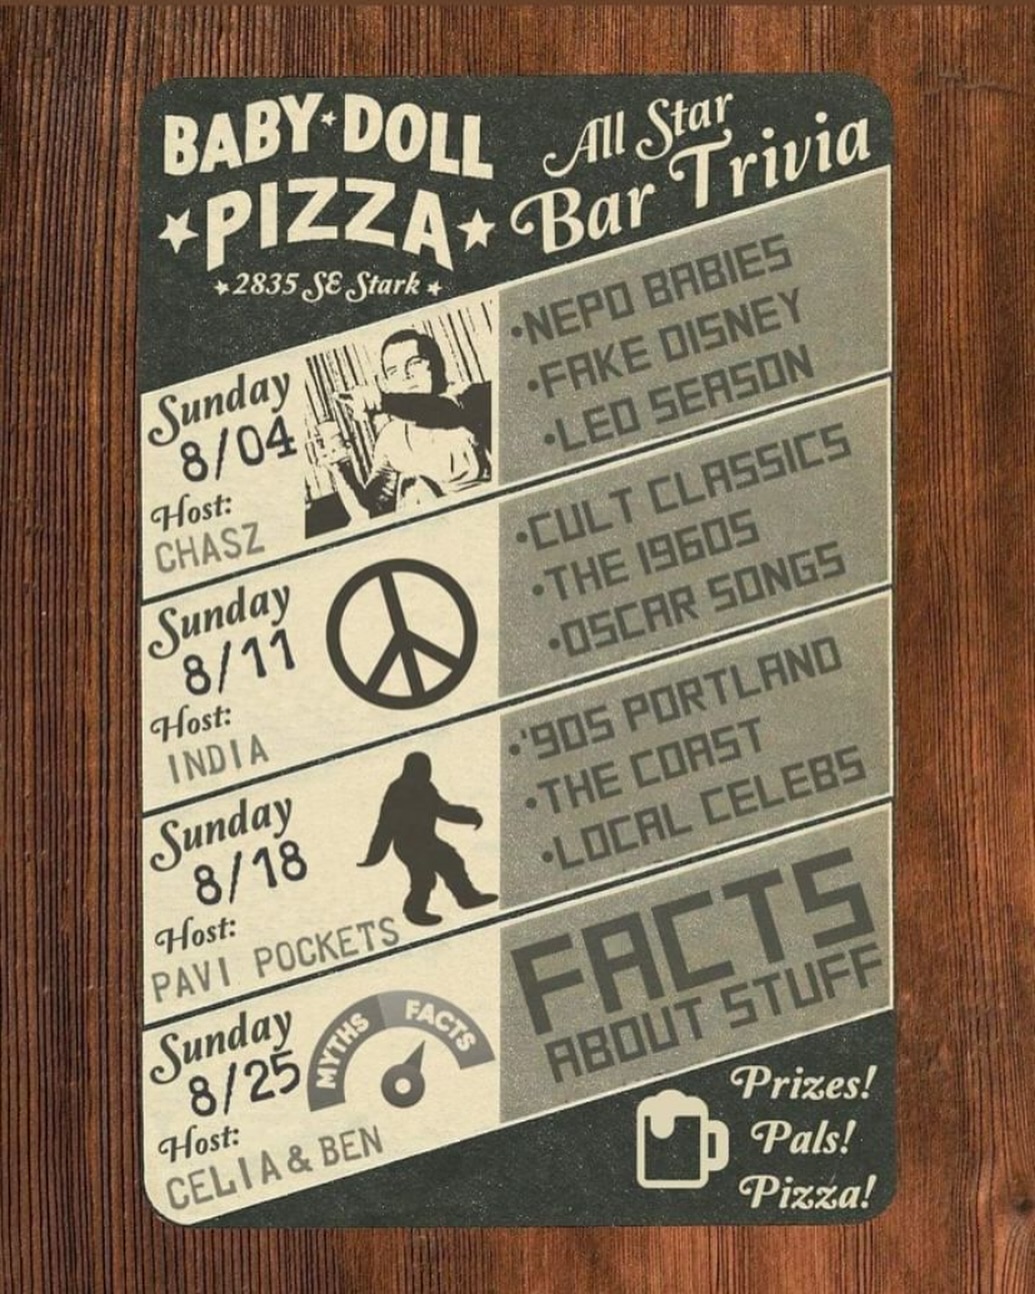 BABY DOLL
PIZZA
2835 SE Stark
All Star
Bar Trivia
Sunday
8/04
Host:
CHASZ
•NEPO BABIES
•FAKE DISNEY
•LEO SEASON
Sunday
8/11
Host:
INDIA
•CULT CLASSICS
•THE 1960S
•OSCAR SONGS
Sunday
8/18
Host:
PAVI POCKETS
•'90S PORTLAND
•THE COAST
•LOCAL CELEBS
Sunday
8/25
Host:
CELIA & BEN
MYTHS FACTS
FACTS
ABOUT STUFF
Prizes!
Pals!
Pizza!